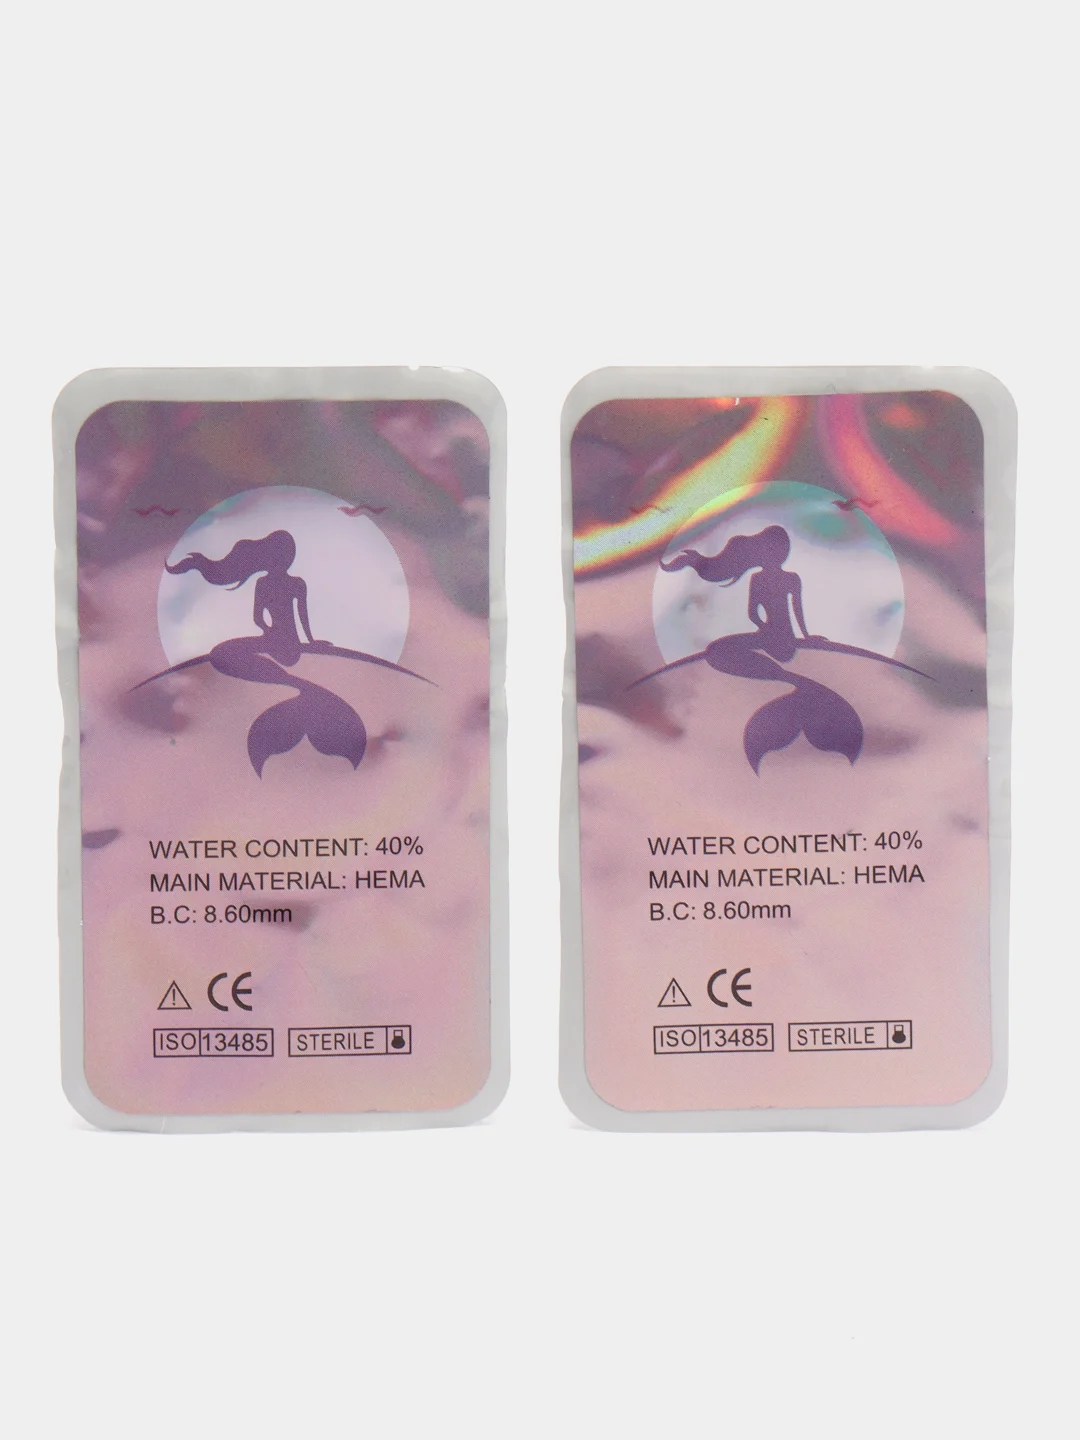 WATER CONTENT: 40%
MAIN MATERIAL: HEMA
B.C: 8.60mm
CE
ISO 13485 STERILE
WATER CONTENT: 40%
MAIN MATERIAL: HEMA
B.C: 8.60mm
CE
ISO 13485 STERILE